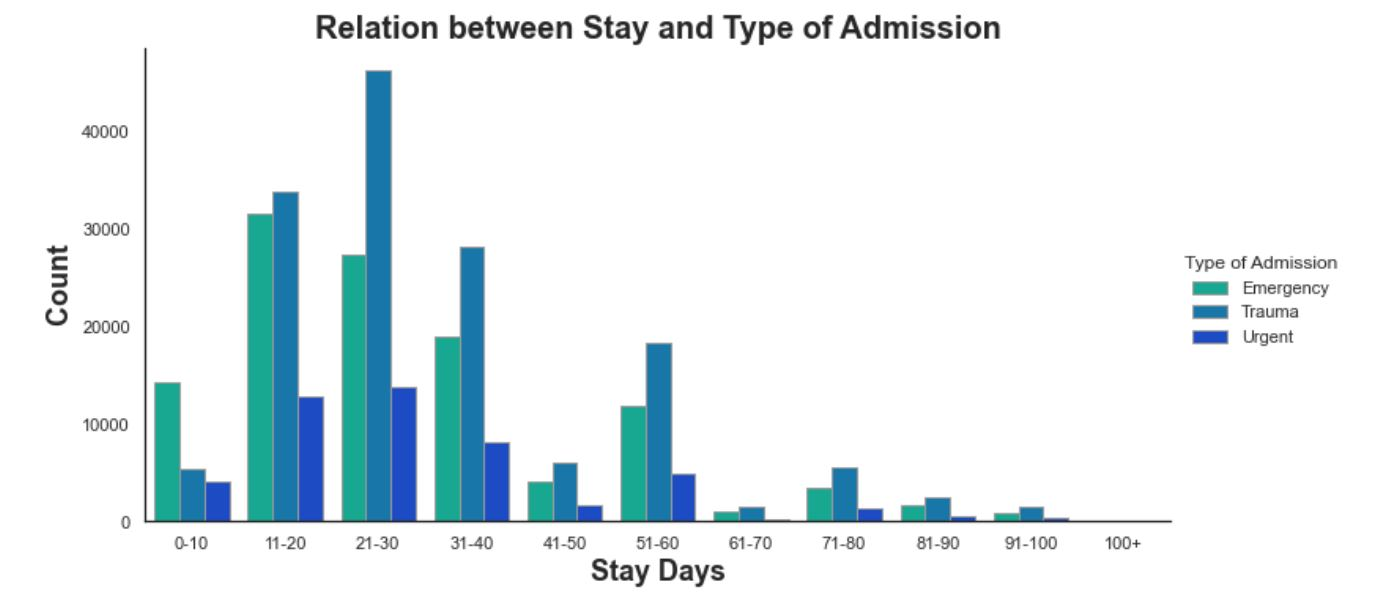 Relation between Stay and Type of Admission
Count
40000
30000
20000
10000
0
0-10 11-20 21-30 31-40 41-50 51-60 61-70 71-80 81-90 91-100 100+
Stay Days
Type of Admission
Emergency
Trauma
Urgent